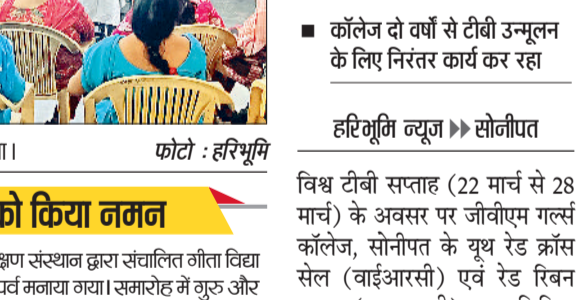 ा।
फोटो : हरिभूमि
को किया नमन
क्षण संस्थान द्वारा संचालित गीता विद्या
पर्व मनाया गया। समारोह में गुरु और
■ कॉलेज दो वर्षों से टीबी उन्मूलन
के लिए निरंतर कार्य कर रहा
हरिभूमि न्यूज ▶▶ सोनीपत
विश्व टीबी सप्ताह (22 मार्च से 28
मार्च) के अवसर पर जीवीएम गर्ल्स
कॉलेज, सोनीपत के यूथ रेड क्रॉस
सेल (वाईआरसी) एवं रेड रिबन